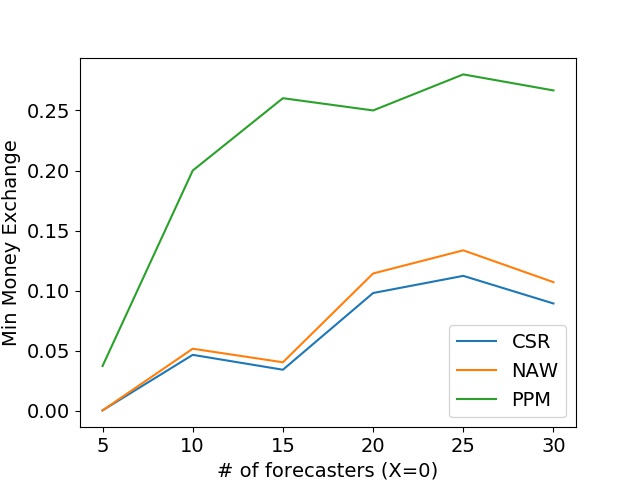 Min Money Exchange
0.25
0.20
0.15
0.10
0.05
0.00
5 10 15 20 25 30
# of forecasters (X=0)
CSR
NAW
PPM